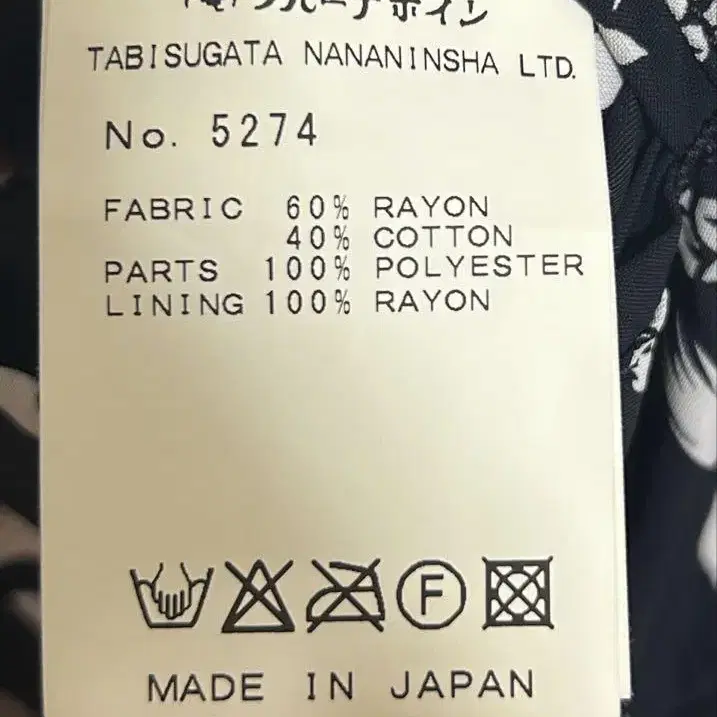 TABISUGATA NANANINSHA LTD.
No. 5274
FABRIC 60% RAYON
40% COTTON
PARTS 100% POLYESTER
LINING 100% RAYON
F
MADE IN JAPAN